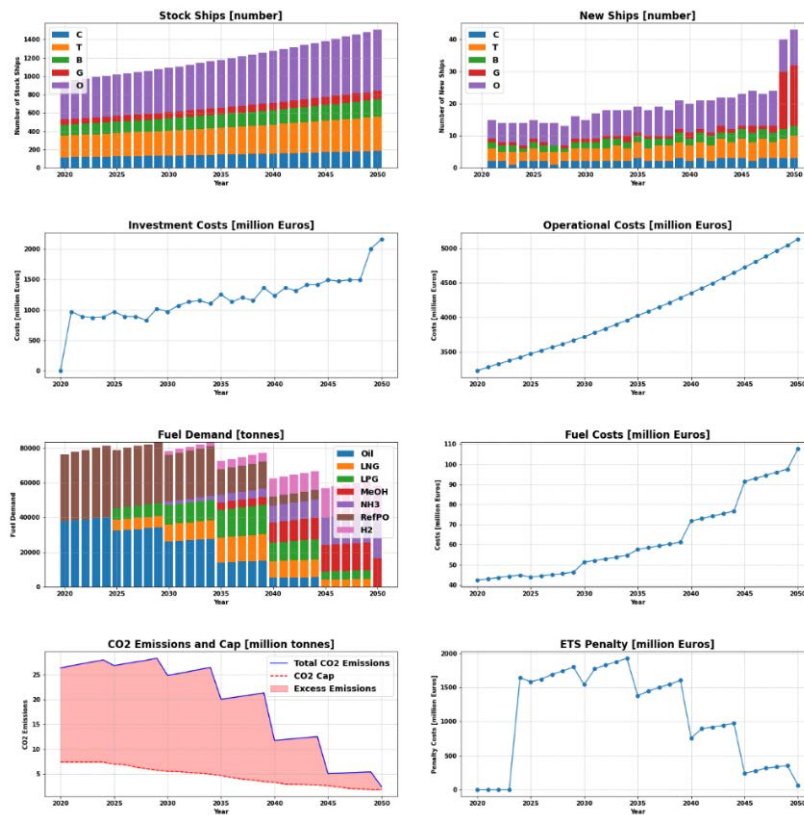 Stock Ships [number]
Number of Stock Ships
1400
1200
1000
800
600
400
200
0
C
T
B
G
O
2020 2025 2030 2035 2040 2045 2050
Year
New Ships [number]
Number of New Ships
40
30
20
10
0
C
T
B
G
O
2020 2025 2030 2035 2040 2045 2050
Year
Investment Costs [million Euros]
Costs [million Euros]
2000
1500
1000
500
0
2020 2025 2030 2035 2040 2045 2050
Year
Operational Costs [million Euros]
Costs [million Euros]
5000
4500
4000
3500
2020 2025 2030 2035 2040 2045 2050
Year
Fuel Demand [tonnes]
Fuel Demand
80000
60000
40000
20000
0
Oil
LNG
LPG
MeOH
NH3
RefPO
H2
2020 2025 2030 2035 2040 2045 2050
Year
Fuel Costs [million Euros]
Costs [million Euros]
110
100
90
80
70
60
50
40
2020 2025 2030 2035 2040 2045 2050
Year
CO2 Emissions and Cap [million tonnes]
CO2 Emissions
25
20
15
10
5
Total CO2 Emissions
CO2 Cap
Excess Emissions
2020 2025 2030 2035 2040 2045 2050
Year
ETS Penalty [million Euros]
Penalty Costs [million Euros]
2000
1500
1000
500
0
2020 2025 2030 2035 2040 2045 2050
Year